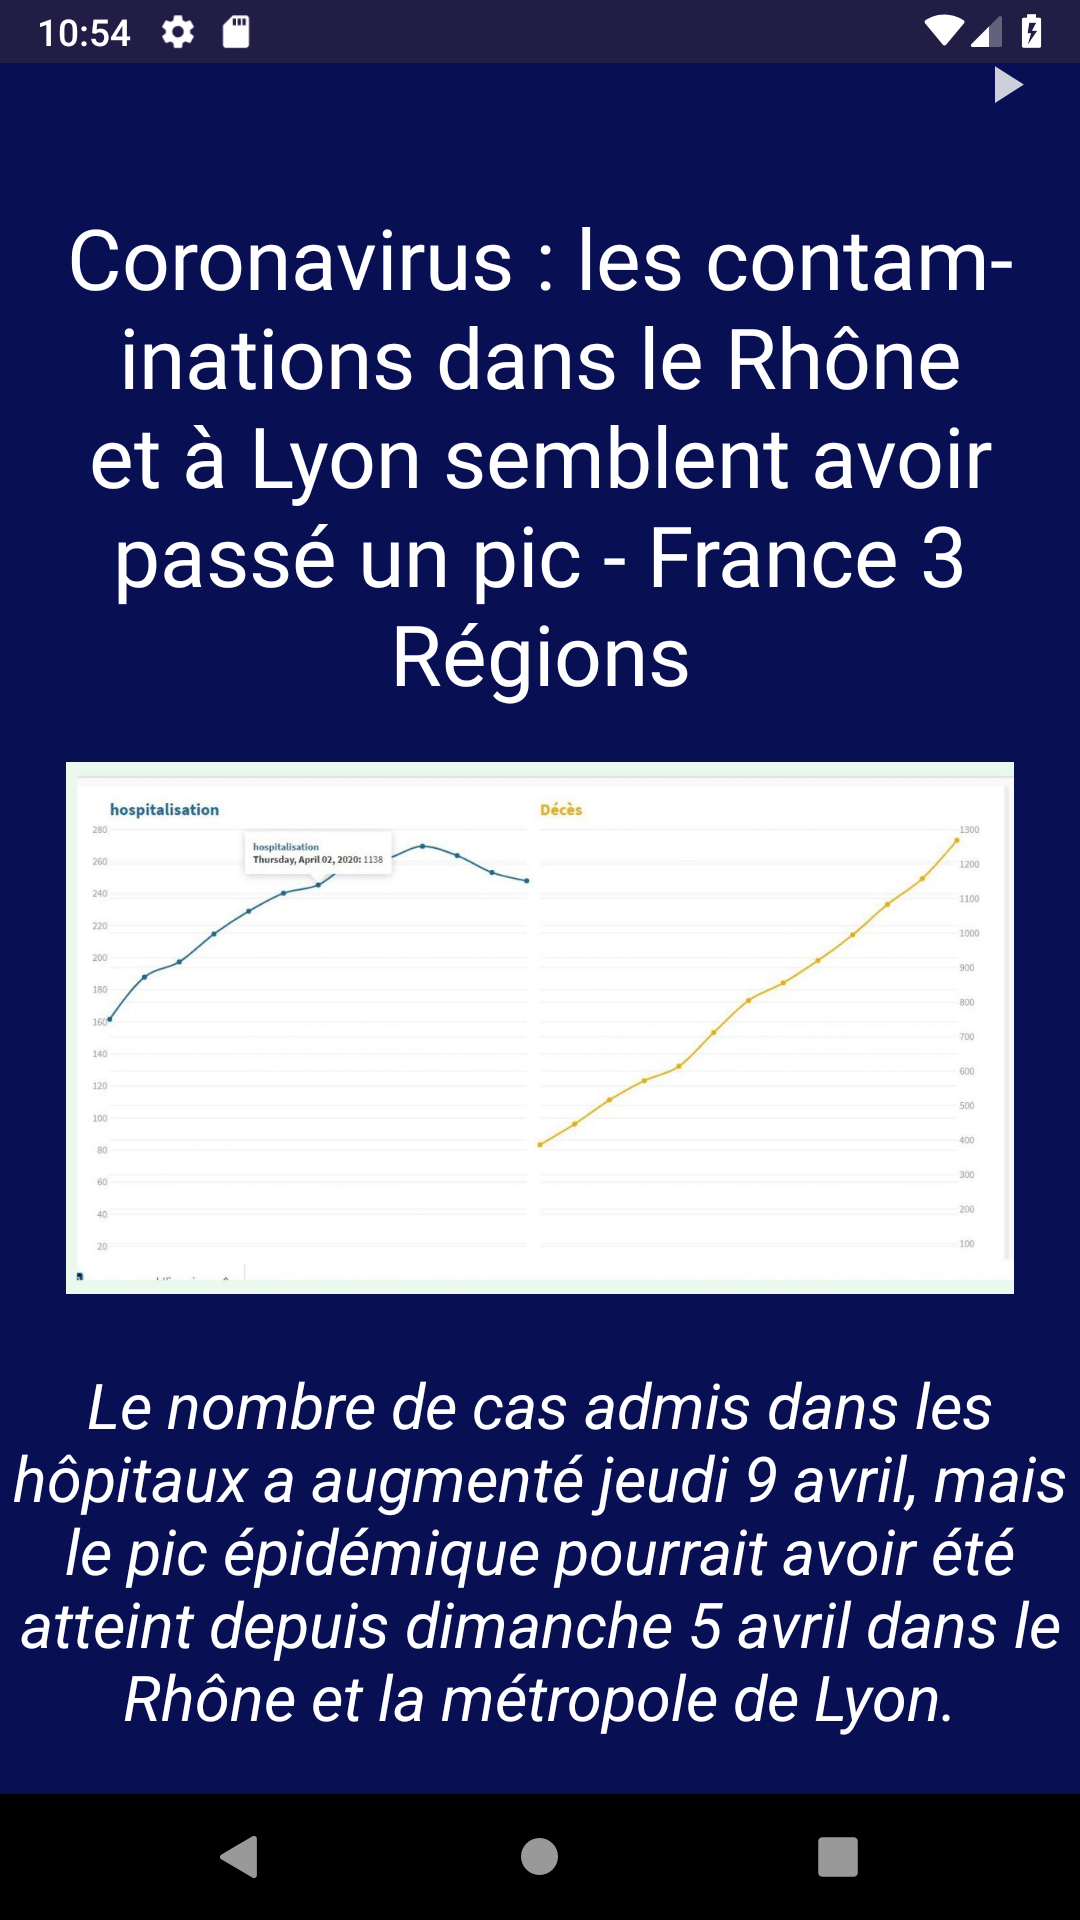 10:54
Coronavirus : les contam-
inations dans le Rhône
et à Lyon semblent avoir
passé un pic - France 3
Régions
hospitalisation
280
260
240
220
200
180
160
140
120
100
80
60
40
20
hospitalisation
Thursday, April 02, 2020: 1138
Décès
1300
1200
1100
1000
900
800
700
600
500
400
300
200
100
Le nombre de cas admis dans les
hôpitaux a augmenté jeudi 9 avril, mais
le pic épidémique pourrait avoir été
atteint depuis dimanche 5 avril dans le
Rhône et la métropole de Lyon.